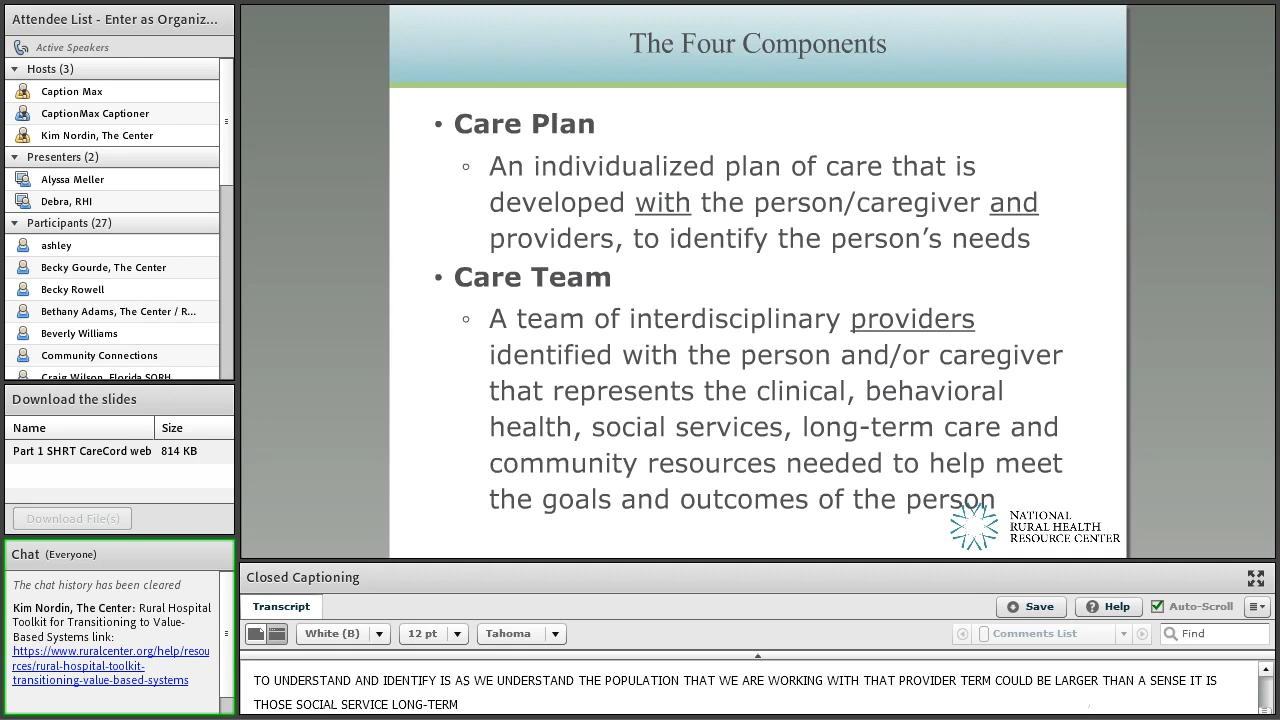 Attendee List - Enter as Organiz...
Active Speakers
Hosts (3)
Caption Max
CaptionMax Captioner
Kim Nordin, The Center
Presenters (2)
Alyssa Meller
Debra, RHI
Participants (27)
ashley
Becky Gourde, The Center
Becky Rowell
Bethany Adams, The Center / R...
Beverly Williams
Community Connections
Craig Wilson, Florida SORH
Download the slides
Name Size
Part 1 SHRT CareCord web 814 KB
Download File(s)
Chat (Everyone)
The chat history has been cleared
Kim Nordin, The Center: Rural Hospital
Toolkit for Transitioning to Value-
Based Systems link:
https://www.ruralcenter.org/help/resou
rces/rural-hospital-toolkit-
transitioning-value-based-systems
The Four Components
• Care Plan
◦ An individualized plan of care that is
developed with the person/caregiver and
providers, to identify the person’s needs
• Care Team
◦ A team of interdisciplinary providers
identified with the person and/or caregiver
that represents the clinical, behavioral
health, social services, long-term care and
community resources needed to help meet
the goals and outcomes of the person
NATIONAL
RURAL HEALTH
RESOURCE CENTER
Closed Captioning
Transcript Save Help Auto-Scroll
White (B) 12 pt Tahoma Comments List Find
TO UNDERSTAND AND IDENTIFY IS AS WE UNDERSTAND THE POPULATION THAT WE ARE WORKING WITH THAT PROVIDER TERM COULD BE LARGER THAN A SENSE IT IS
THOSE SOCIAL SERVICE LONG-TERM